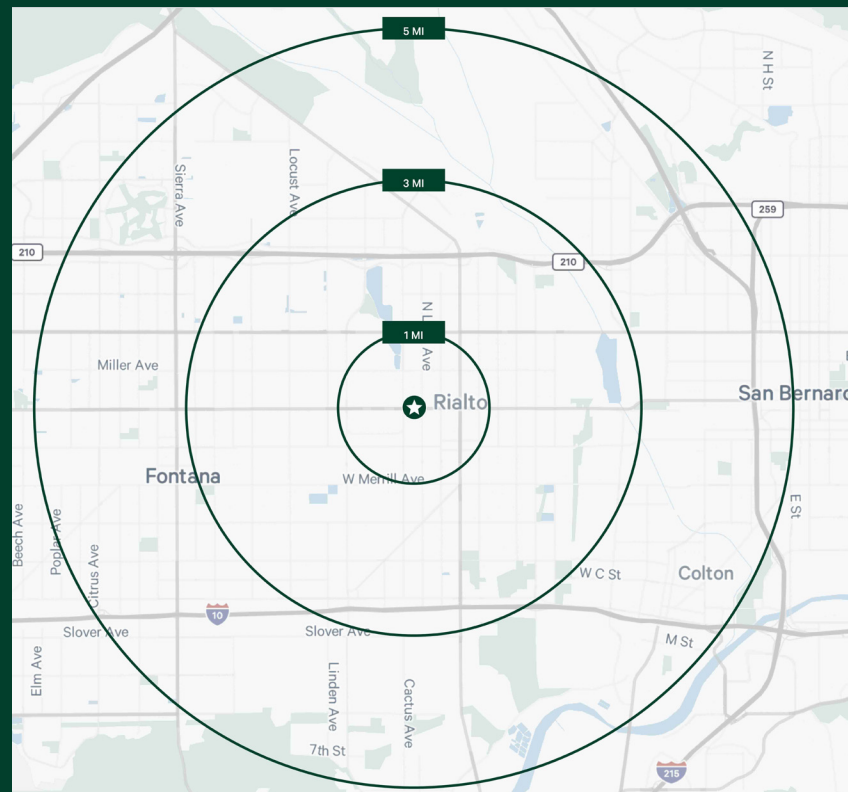 5 MI
N H St
Locust Ave
Sierra Ave
3 MI
259
210
210
N L
Ave
1 MI
Miller Ave
San Bernard
Rialto
Fontana
W Merrill Ave
E St
Beech Ave
Poplar Ave
Citrus Ave
W C St
Colton
10
Slover Ave
Slover Ave
M St
Elm Ave
Linden Ave
Cactus Ave
7th St
215